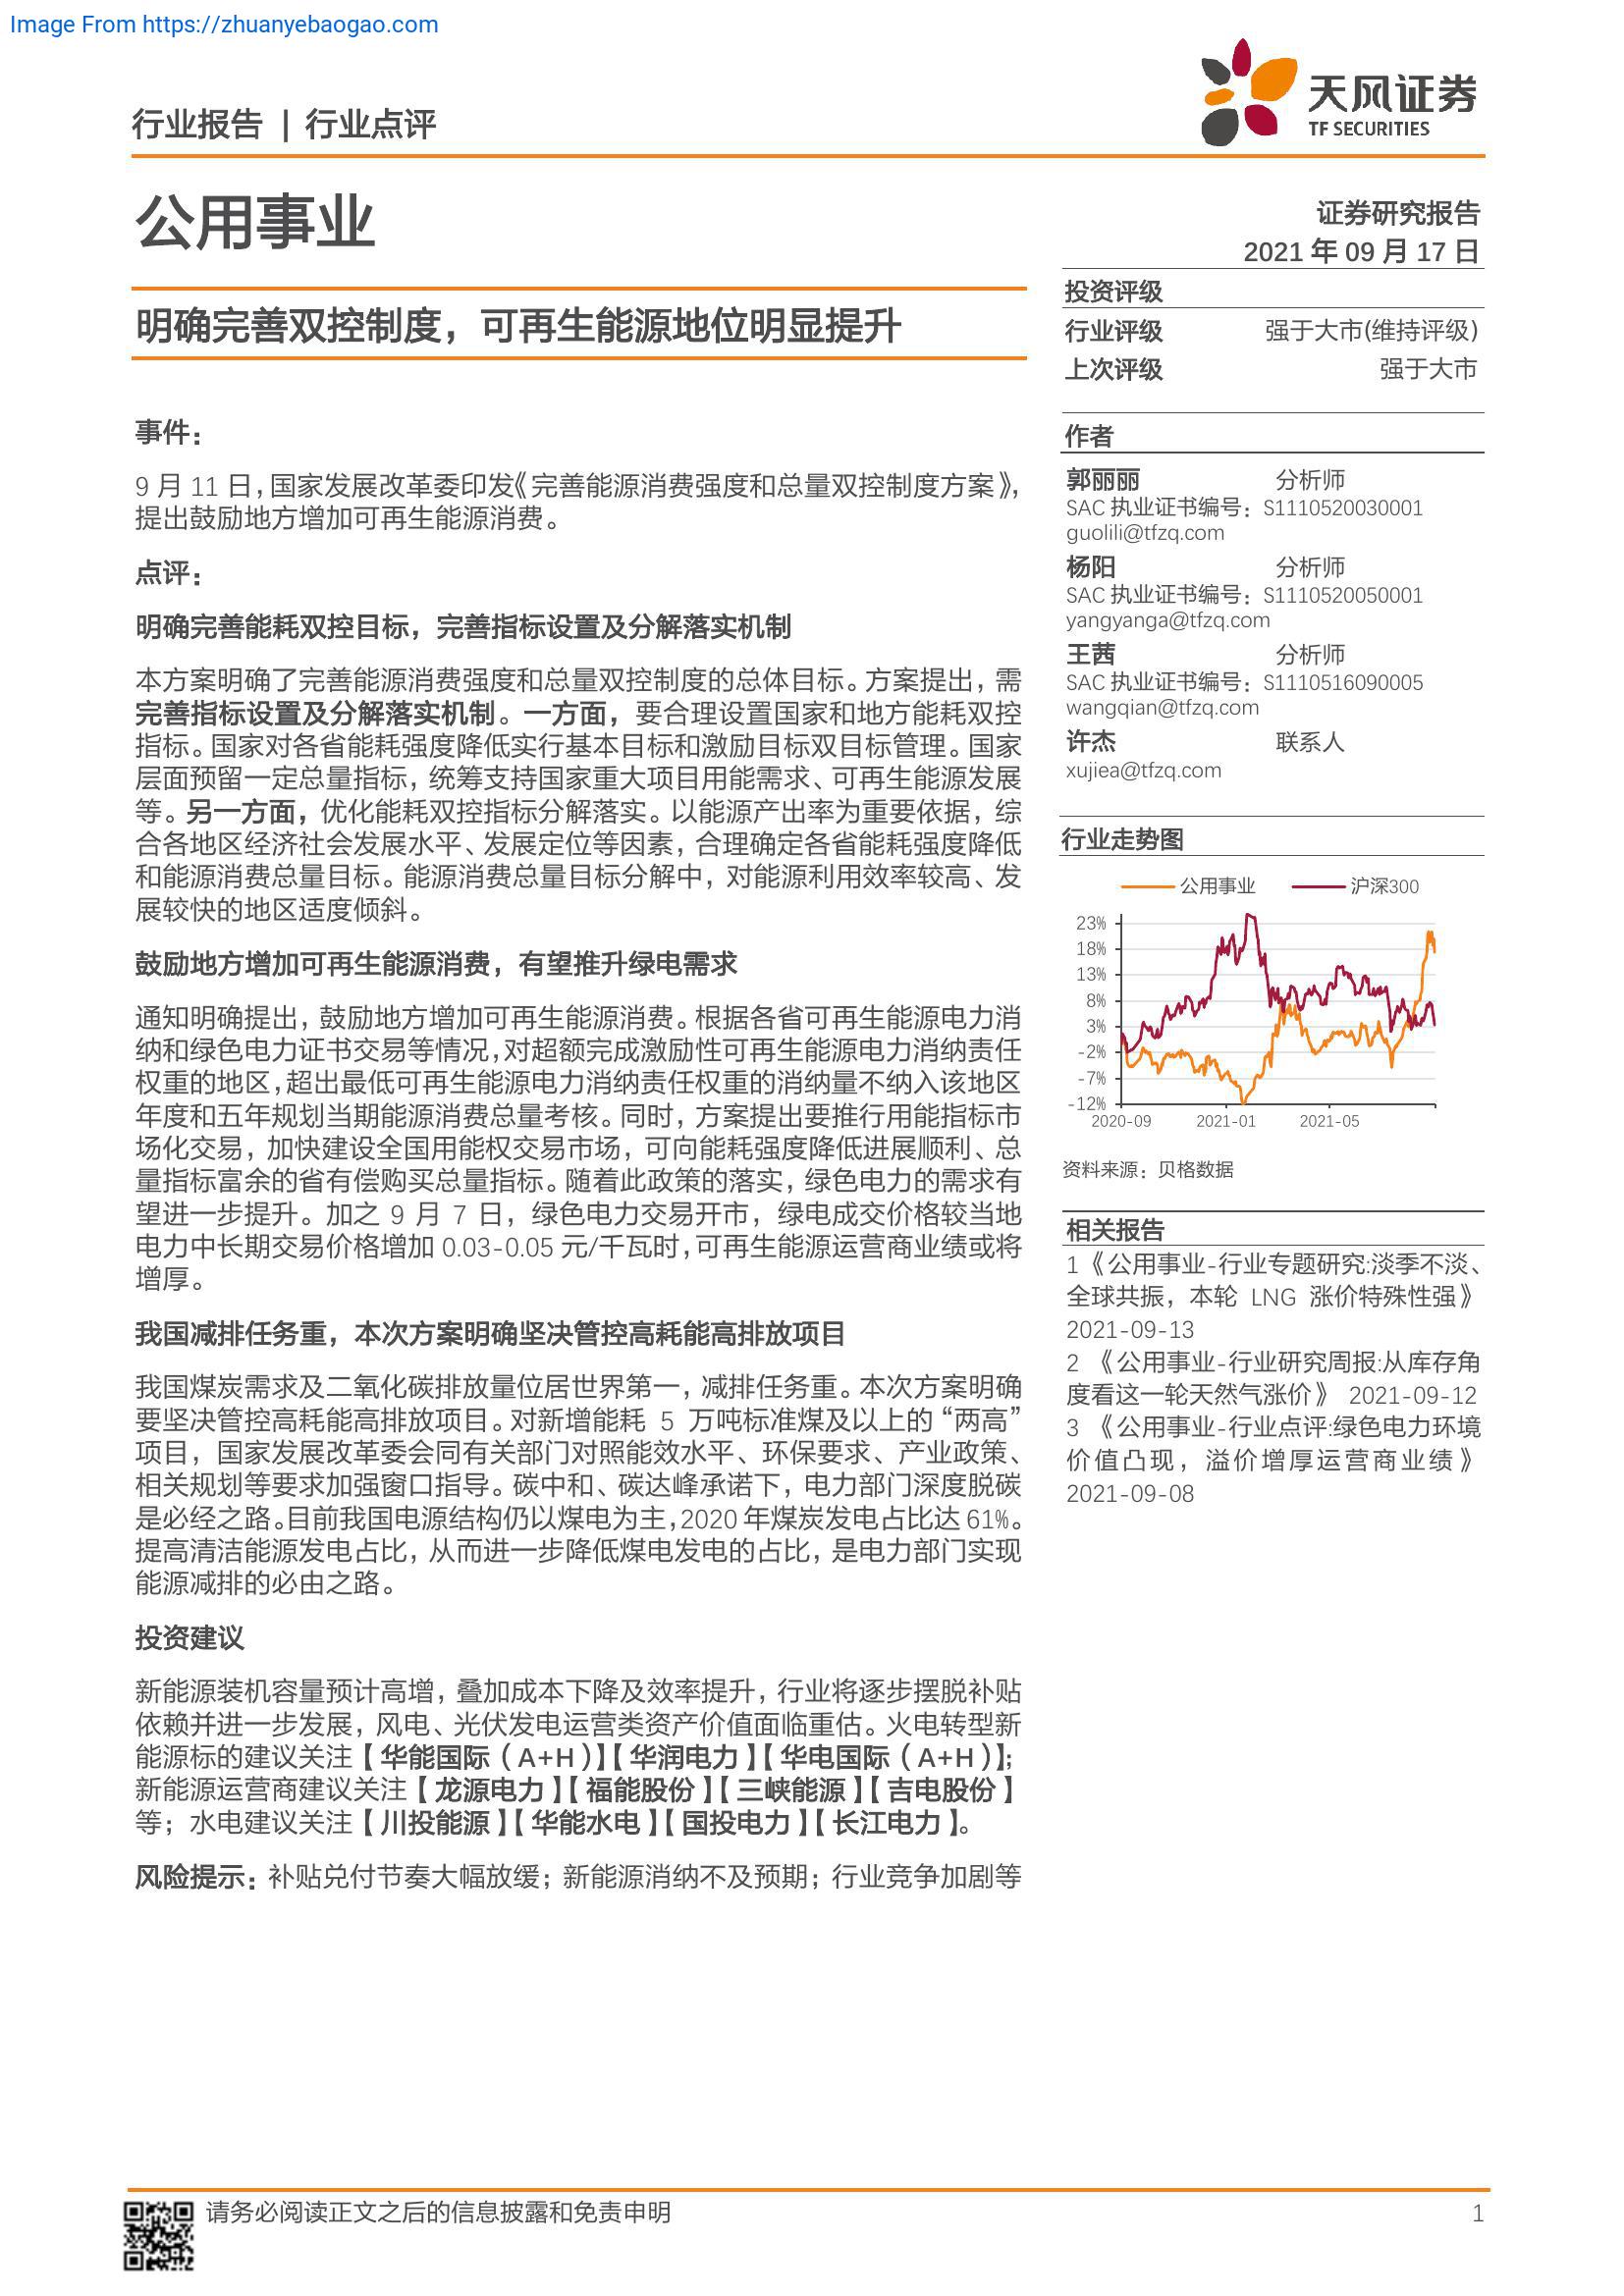 Image From https://zhuanyebaogao.com
行业报告 | 行业点评
天风证券
TF SECURITIES
公用事业
证券研究报告
2021 年 09 月 17 日
明确完善双控制度，可再生能源地位明显提升
事件：
9 月 11 日，国家发展改革委印发《完善能源消费强度和总量双控制度方案》，
提出鼓励地方增加可再生能源消费。
点评：
明确完善能耗双控目标，完善指标设置及分解落实机制
本方案明确了完善能源消费强度和总量双控制度的总体目标。方案提出，需
完善指标设置及分解落实机制。一方面，要合理设置国家和地方能耗双控
指标。国家对各省能耗强度降低实行基本目标和激励目标双目标管理。国家
层面预留一定总量指标，统筹支持国家重大项目用能需求、可再生能源发展
等。另一方面，优化能耗双控指标分解落实。以能源产出率为重要依据，综
合各地区经济社会发展水平、发展定位等因素，合理确定各省能耗强度降低
和能源消费总量目标。能源消费总量目标分解中，对能源利用效率较高、发
展较快的地区适度倾斜。
鼓励地方增加可再生能源消费，有望推升绿电需求
通知明确提出，鼓励地方增加可再生能源消费。根据各省可再生能源电力消
纳和绿色电力证书交易等情况，对超额完成激励性可再生能源电力消纳责任
权重的地区，超出最低可再生能源电力消纳责任权重的消纳量不纳入该地区
年度和五年规划当期能源消费总量考核。同时，方案提出要推行用能指标市
场化交易，加快建设全国用能权交易市场，可向能耗强度降低进展顺利、总
量指标富余的省有偿购买总量指标。随着此政策的落实，绿色电力的需求有
望进一步提升。加之 9 月 7 日，绿色电力交易开市，绿电成交价格较当地
电力中长期交易价格增加 0.03-0.05 元/千瓦时，可再生能源运营商业绩或将
增厚。
我国减排任务重，本次方案明确坚决管控高耗能高排放项目
我国煤炭需求及二氧化碳排放量位居世界第一，减排任务重。本次方案明确
要坚决管控高耗能高排放项目。对新增能耗 5 万吨标准煤及以上的“两高”
项目，国家发展改革委会同有关部门对照能效水平、环保要求、产业政策、
相关规划等要求加强窗口指导。碳中和、碳达峰承诺下，电力部门深度脱碳
是必经之路。目前我国电源结构仍以煤电为主，2020 年煤炭发电占比达 61%。
提高清洁能源发电占比，从而进一步降低煤电发电的占比，是电力部门实现
能源减排的必由之路。
投资建议
新能源装机容量预计高增，叠加成本下降及效率提升，行业将逐步摆脱补贴
依赖并进一步发展，风电、光伏发电运营类资产价值面临重估。火电转型新
能源标的建议关注【华能国际（A+H）】【华润电力】【华电国际（A+H）】；
新能源运营商建议关注【龙源电力】【福能股份】【三峡能源】【吉电股份】
等；水电建议关注【川投能源】【华能水电】【国投电力】【长江电力】。
风险提示：补贴兑付节奏大幅放缓；新能源消纳不及预期；行业竞争加剧等
投资评级
行业评级 强于大市(维持评级)
上次评级 强于大市
作者
郭丽丽 分析师
SAC 执业证书编号：S1110520030001
guolili@tfzq.com
杨阳 分析师
SAC 执业证书编号：S1110520050001
yangyanga@tfzq.com
王茜 分析师
SAC 执业证书编号：S1110516090005
wangqian@tfzq.com
许杰 联系人
xujiea@tfzq.com
行业走势图
公用事业 沪深300
23%
18%
13%
8%
3%
-2%
-7%
-12%
2020-09 2021-01 2021-05
资料来源：贝格数据
相关报告
1《公用事业-行业专题研究:淡季不淡、
全球共振，本轮 LNG 涨价特殊性强》
2021-09-13
2 《公用事业-行业研究周报:从库存角
度看这一轮天然气涨价》 2021-09-12
3 《公用事业-行业点评:绿色电力环境
价值凸现，溢价增厚运营商业绩》
2021-09-08
请务必阅读正文之后的信息披露和免责申明 1